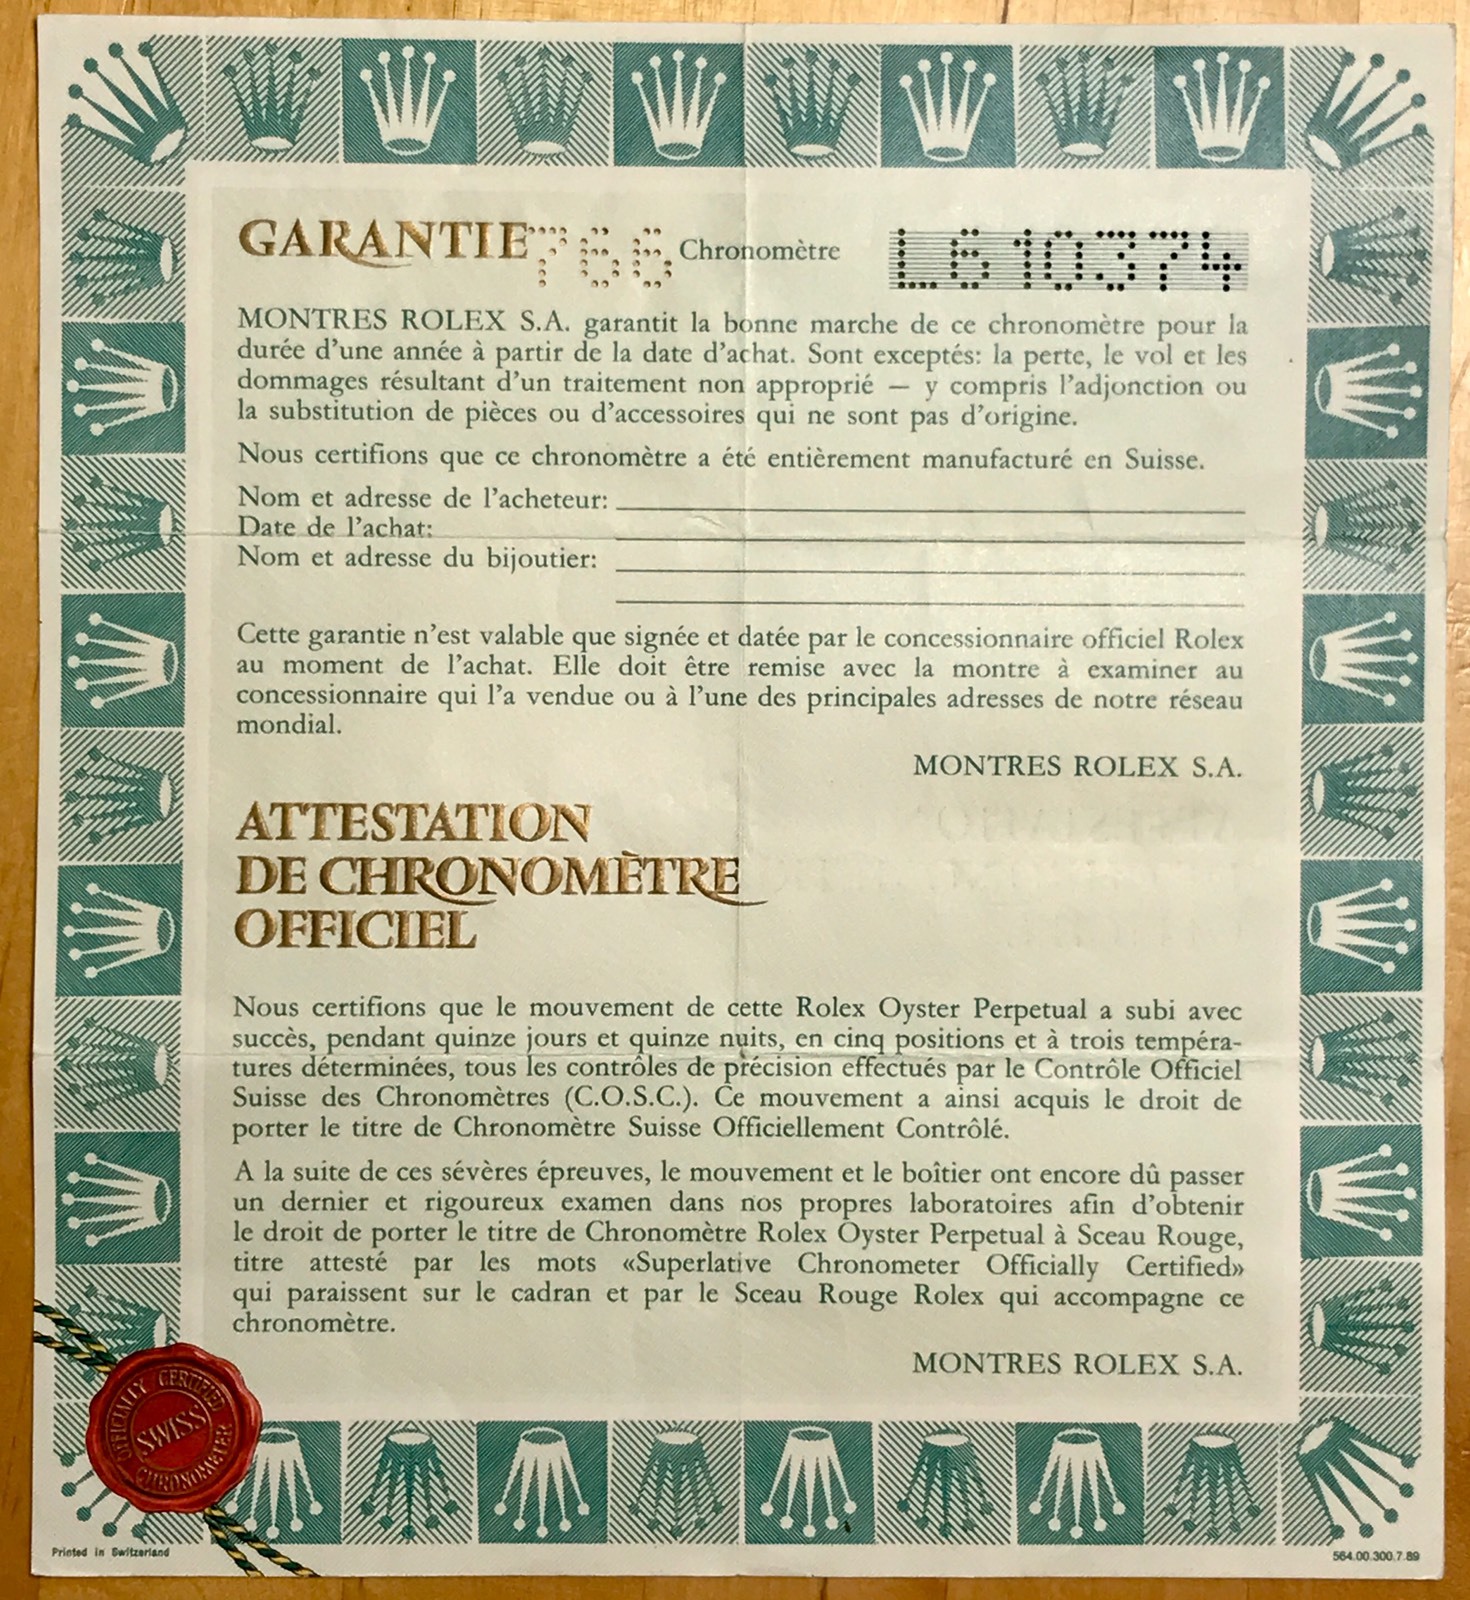 GARANTIE 766 Chronomètre L610374
MONTRES ROLEX S.A. garantit la bonne marche de ce chronomètre pour la
durée d'une année à partir de la date d'achat. Sont exceptés: la perte, le vol et les
dommages résultant d'un traitement non approprié — y compris l'adjonction ou
la substitution de pièces ou d'accessoires qui ne sont pas d'origine.
Nous certifions que ce chronomètre a été entièrement manufacturé en Suisse.
Nom et adresse de l'acheteur:
Date de l'achat:
Nom et adresse du bijoutier:
Cette garantie n'est valable que signée et datée par le concessionnaire officiel Rolex
au moment de l'achat. Elle doit être remise avec la montre à examiner au
concessionnaire qui l'a vendue ou à l'une des principales adresses de notre réseau
mondial.
MONTRES ROLEX S.A.
ATTESTATION
DE CHRONOMÈTRE
OFFICIEL
Nous certifions que le mouvement de cette Rolex Oyster Perpetual a subi avec
succès, pendant quinze jours et quinze nuits, en cinq positions et à trois tempéra-
tures déterminées, tous les contrôles de précision effectués par le Contrôle Officiel
Suisse des Chronomètres (C.O.S.C.). Ce mouvement a ainsi acquis le droit de
porter le titre de Chronomètre Suisse Officiellement Contrôlé.
A la suite de ces sévères épreuves, le mouvement et le boîtier ont encore dû passer
un dernier et rigoureux examen dans nos propres laboratoires afin d'obtenir
le droit de porter le titre de Chronomètre Rolex Oyster Perpetual à Sceau Rouge,
titre attesté par les mots «Superlative Chronometer Officially Certified»
qui paraissent sur le cadran et par le Sceau Rouge Rolex qui accompagne ce
chronomètre.
MONTRES ROLEX S.A.
OFFICIALLY CERTIFIED
SWISS
CHRONOMETER
Printed in Switzerland
564.00.300.7.89